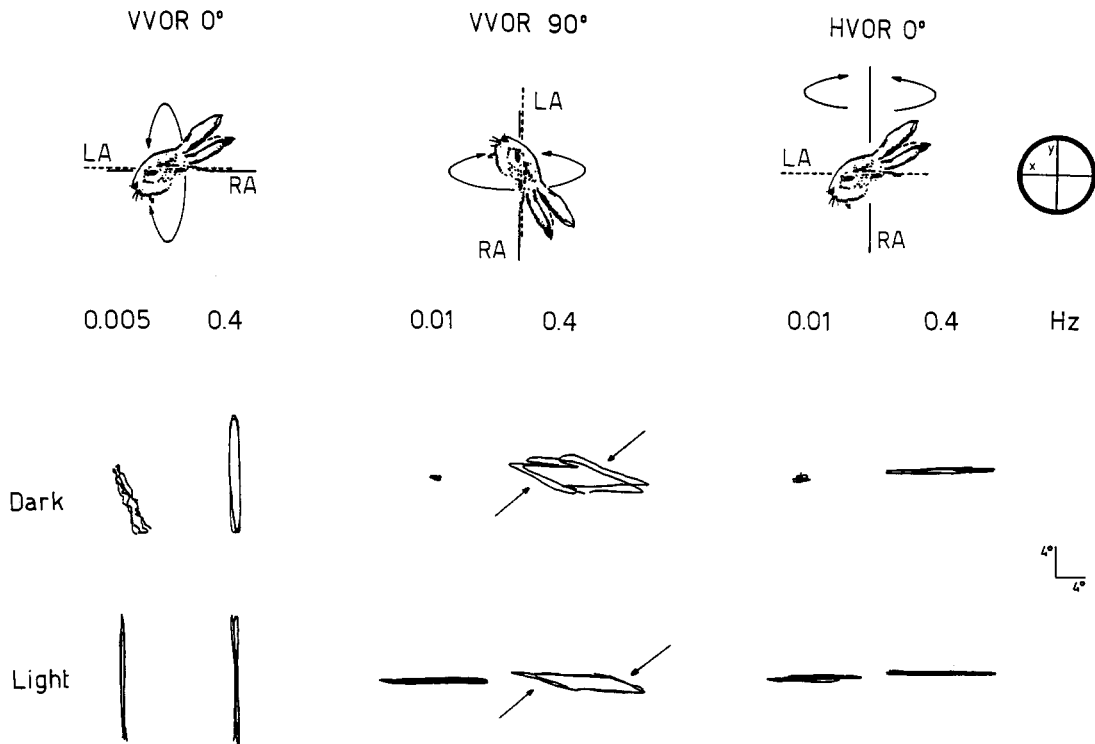 VVOR 0° VVOR 90° HVOR 0°
LA RA LA RA LA RA x y
0.005 0.4 0.01 0.4 0.01 0.4 Hz
Dark
4°
4°
Light